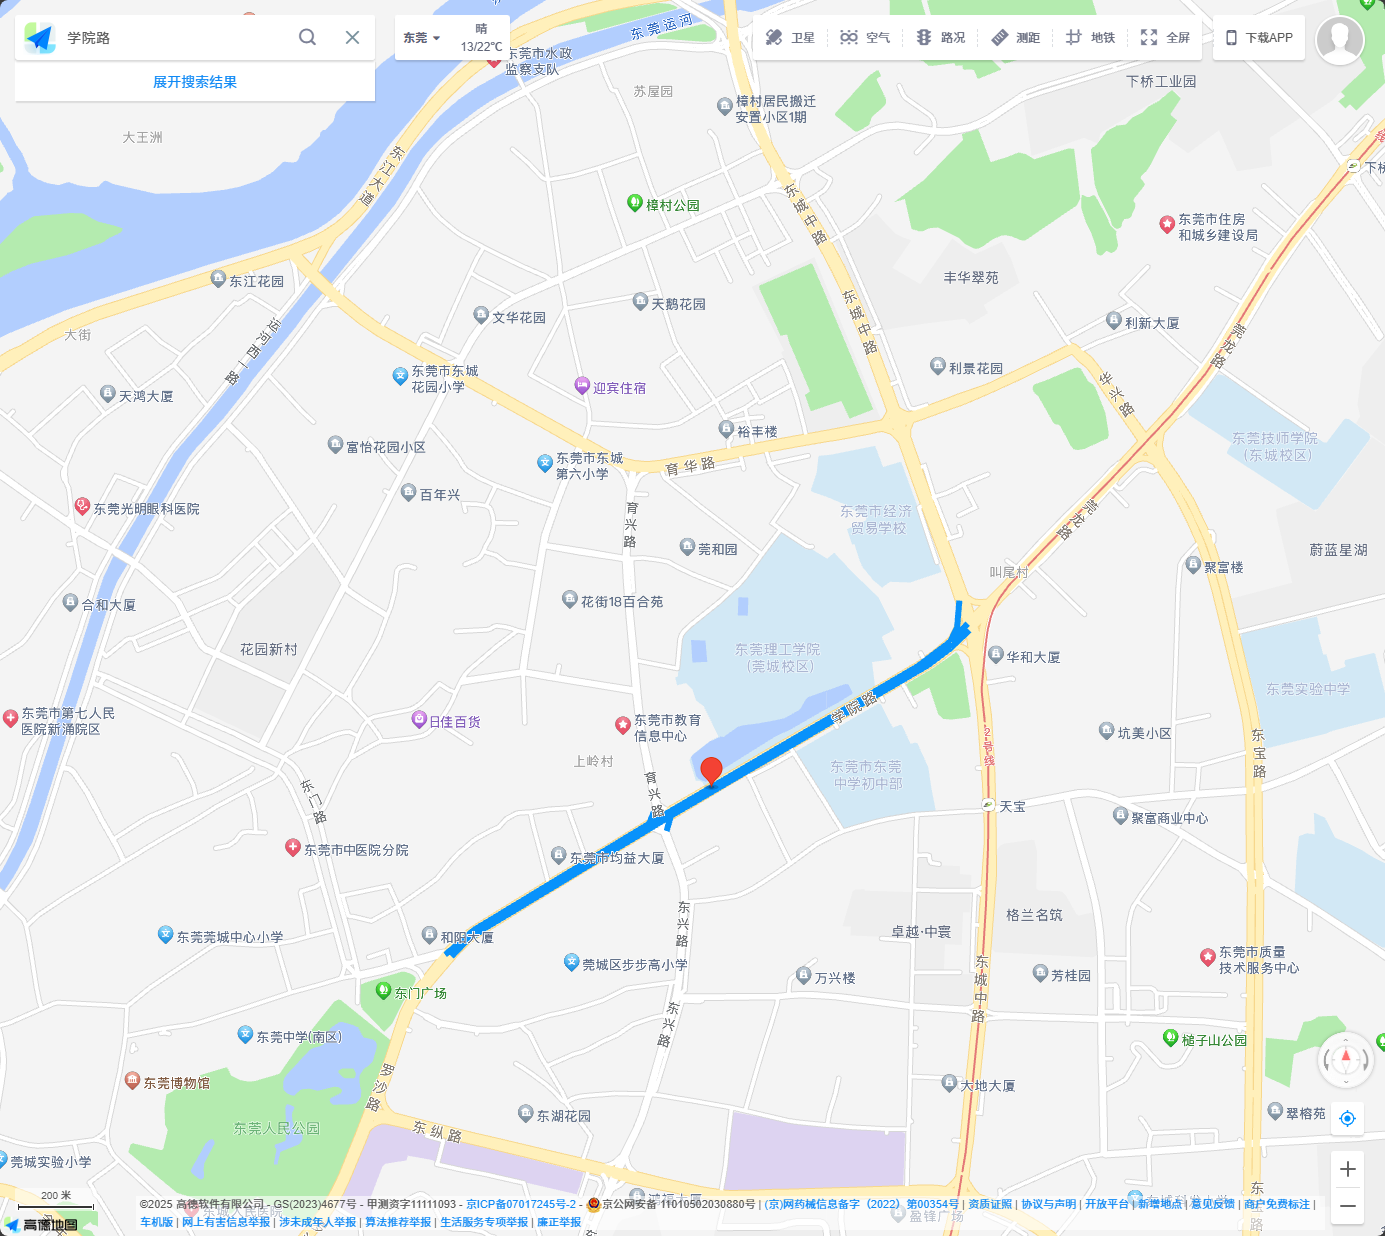 学院路
展开搜索结果
东莞
晴
13/22℃
卫星
空气
路况
测距
地铁
全屏
下载APP
东莞运河
东莞市水政
监察支队
苏屋园
樟村居民搬迁
安置小区1期
下桥工业园
大王洲
东江大道
东城中路
樟村公园
东莞市住房
和城乡建设局
东江花园
丰华翠苑
天鹅花园
文华花园
大街
运河西一路
东城中路
利新大厦
莞龙路
利景花园
东莞市东城
花园小学
迎宾住宿
天鸿大厦
华兴路
裕丰楼
富怡花园小区
东莞市东城
第六小学
育华路
东莞技师学院
(东城校区)
百年兴
东莞光明眼科医院
育兴路
东莞市经济
贸易学校
莞龙路
莞和园
蔚蓝星湖
叫尾村
聚富楼
合和大厦
花街18百合苑
花园新村
东莞理工学院
(莞城校区)
华和大厦
东莞实验中学
东莞市第七人民
医院新涌院区
日佳百货
东莞市教育
信息中心
学院路
2号线
坑美小区
东宝路
上岭村
育兴路
东莞市东莞
中学初中部
东门路
天宝
聚富商业中心
东莞市中医院分院
东莞市均益大厦
东兴路
格兰名筑
卓越·中寰
东莞莞城中心小学
和阳大厦
莞城区步步高小学
东莞市质量
技术服务中心
万兴楼
芳桂园
东城中路
东门广场
东兴路
东莞中学(南区)
槌子山公园
东莞博物馆
罗沙路
大地大厦
东湖花园
翠榕苑
东莞人民公园
东纵路
莞城实验小学
东宝路
200 米
高德地图
©2025 高德软件有限公司 - GS(2023)4677号 - 甲测资字11111093 - 京ICP备07017245号-2 - 京公网安备 11010502030880号 | (京)网药械信息备字（2022）第00354号 | 资质证照 | 协议与声明 | 开放平台 | 新增地点 | 意见反馈 | 商户免费标注 |
车机版 | 网上有害信息举报 | 涉未成年人举报 | 算法推荐举报 | 生活服务专项举报 | 廉正举报
盈锋广场